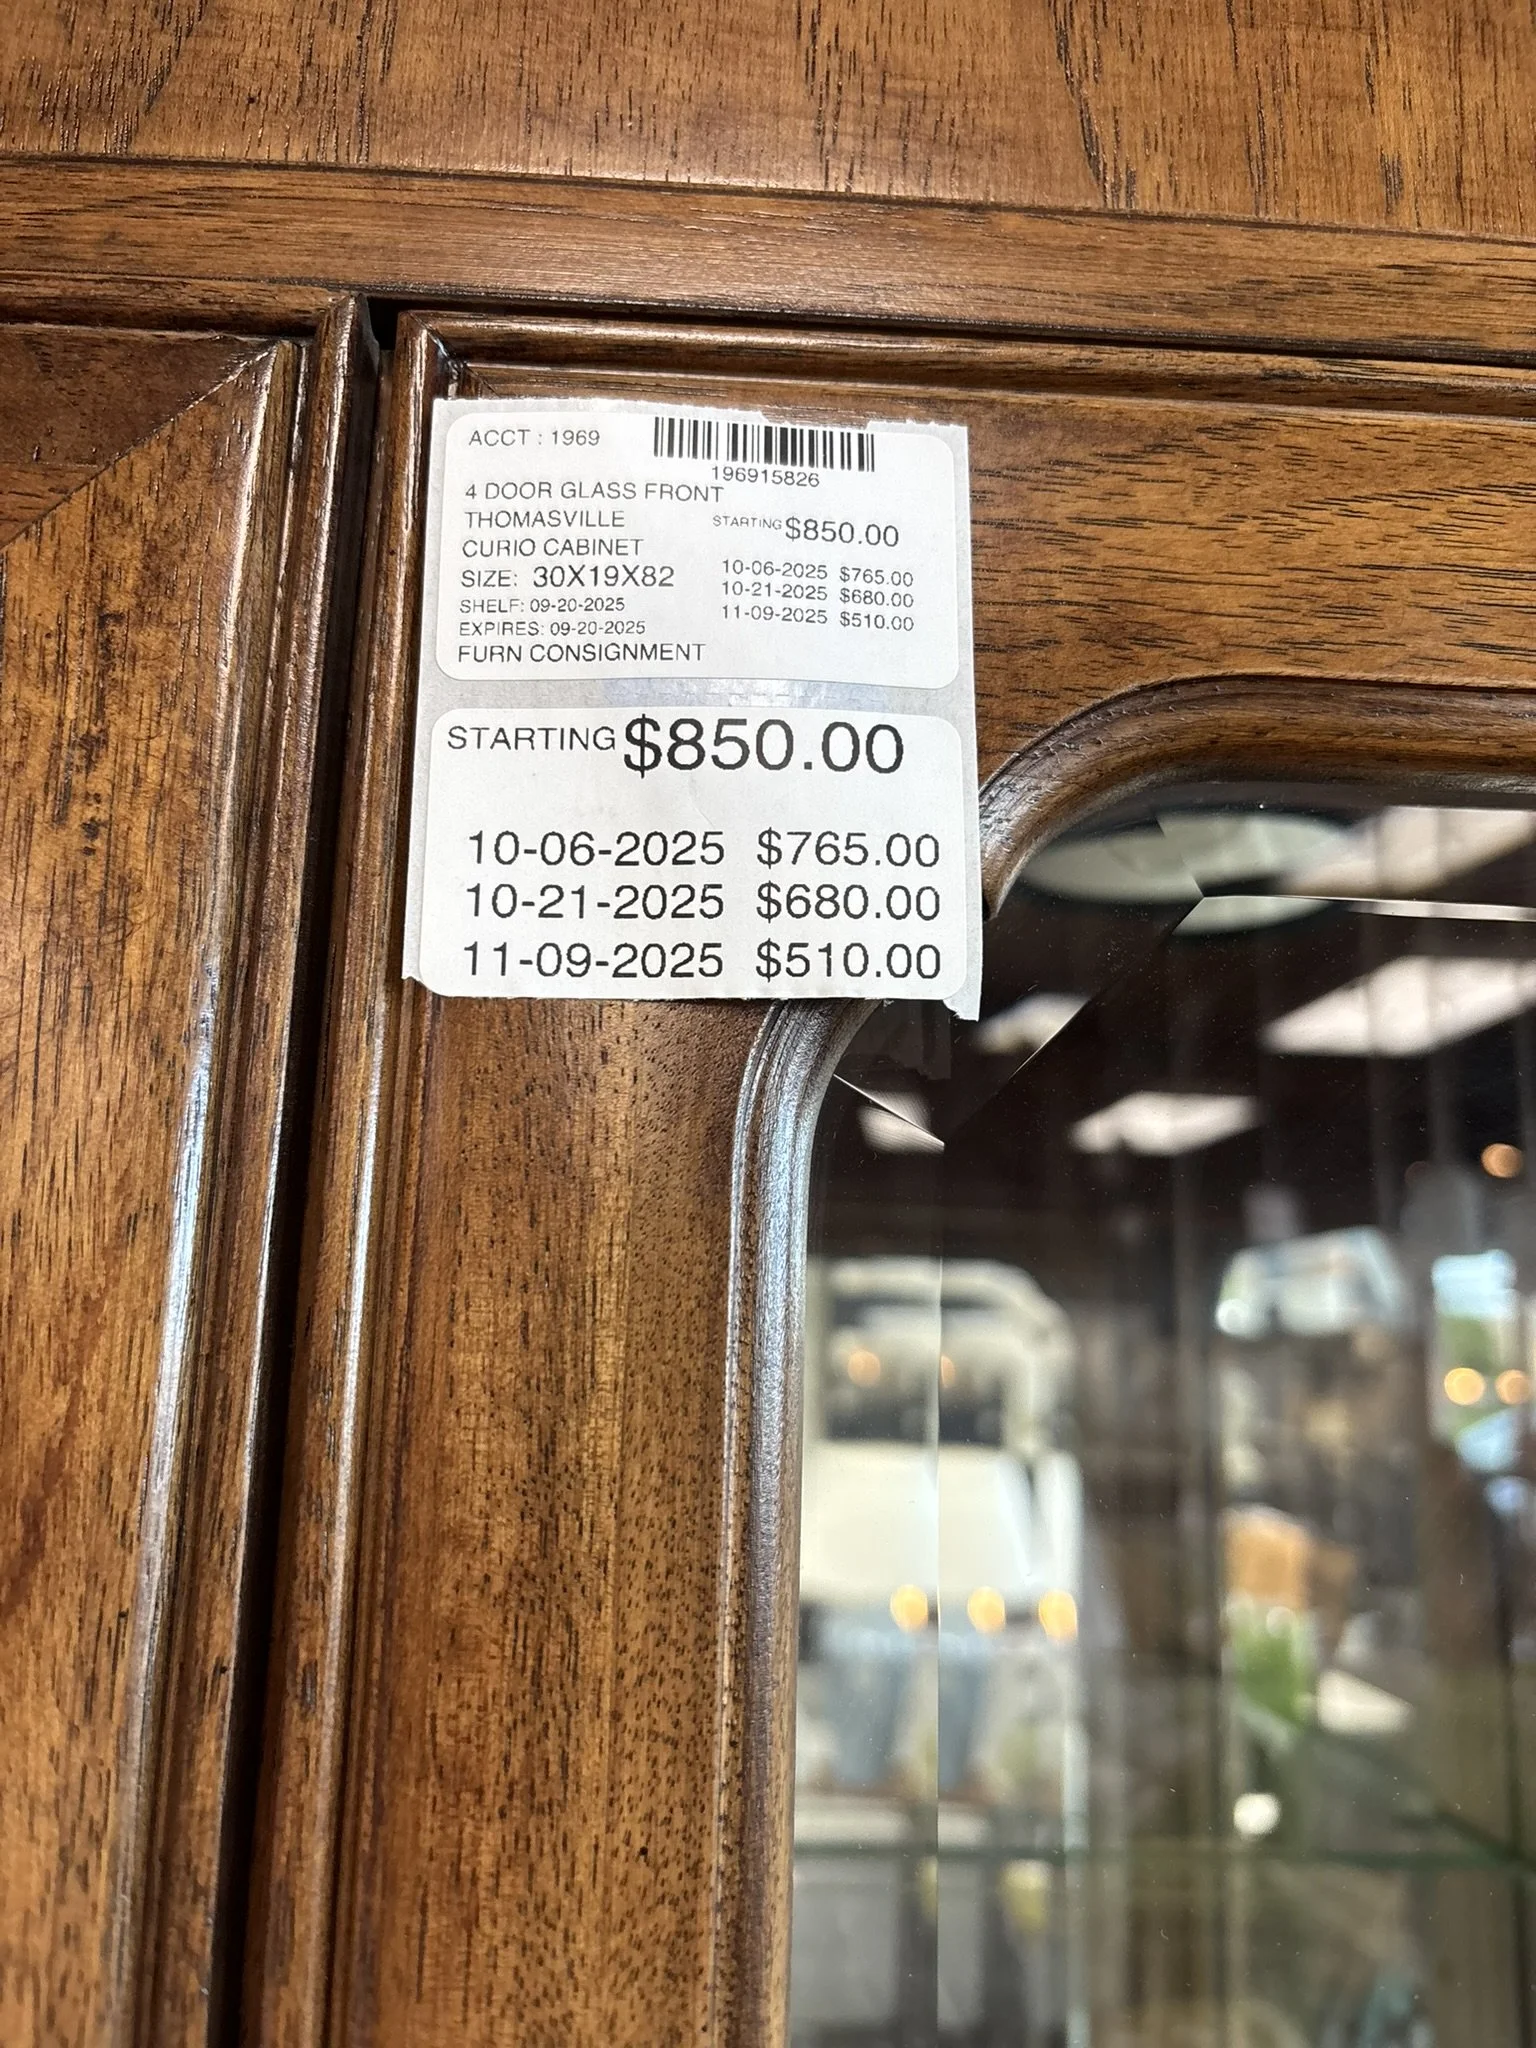 ACCT : 1969
196915826
4 DOOR GLASS FRONT
THOMASVILLE
CURIO CABINET
SIZE: 30X19X82
SHELF: 09-20-2025
EXPIRES: 09-20-2025
FURN CONSIGNMENT
STARTING $850.00
10-06-2025 $765.00
10-21-2025 $680.00
11-09-2025 $510.00
STARTING $850.00
10-06-2025 $765.00
10-21-2025 $680.00
11-09-2025 $510.00